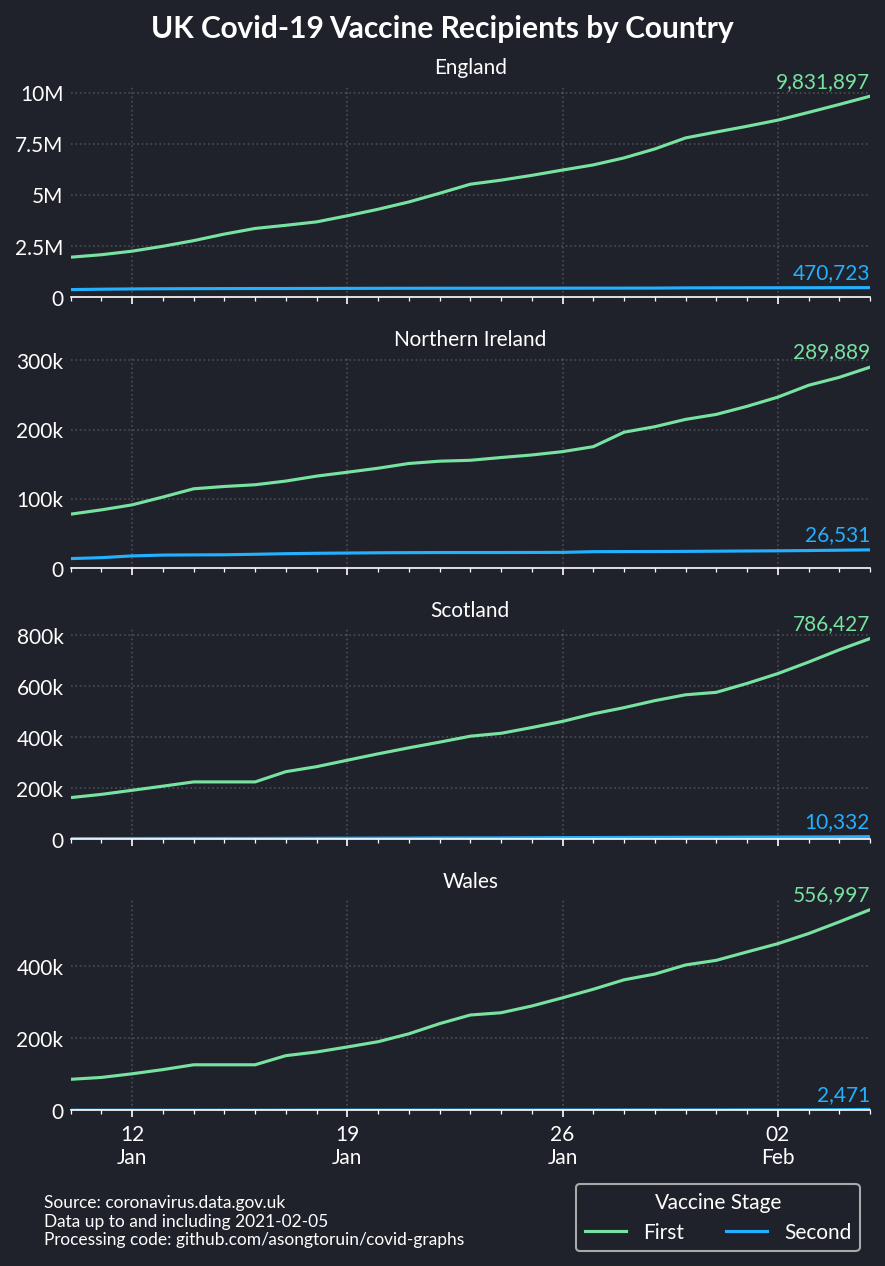 UK Covid-19 Vaccine Recipients by Country
England
9,831,897
10M
7.5M
5M
2.5M
470,723
0
Northern Ireland
289,889
300k
200k
100k
26,531
0
Scotland
786,427
800k
600k
400k
200k
10,332
0
Wales
556,997
400k
200k
2,471
0
12 19 26 02
Jan Jan Jan Feb
Source: coronavirus.data.gov.uk
Data up to and including 2021-02-05
Processing code: github.com/asongtoruin/covid-graphs
Vaccine Stage
First Second